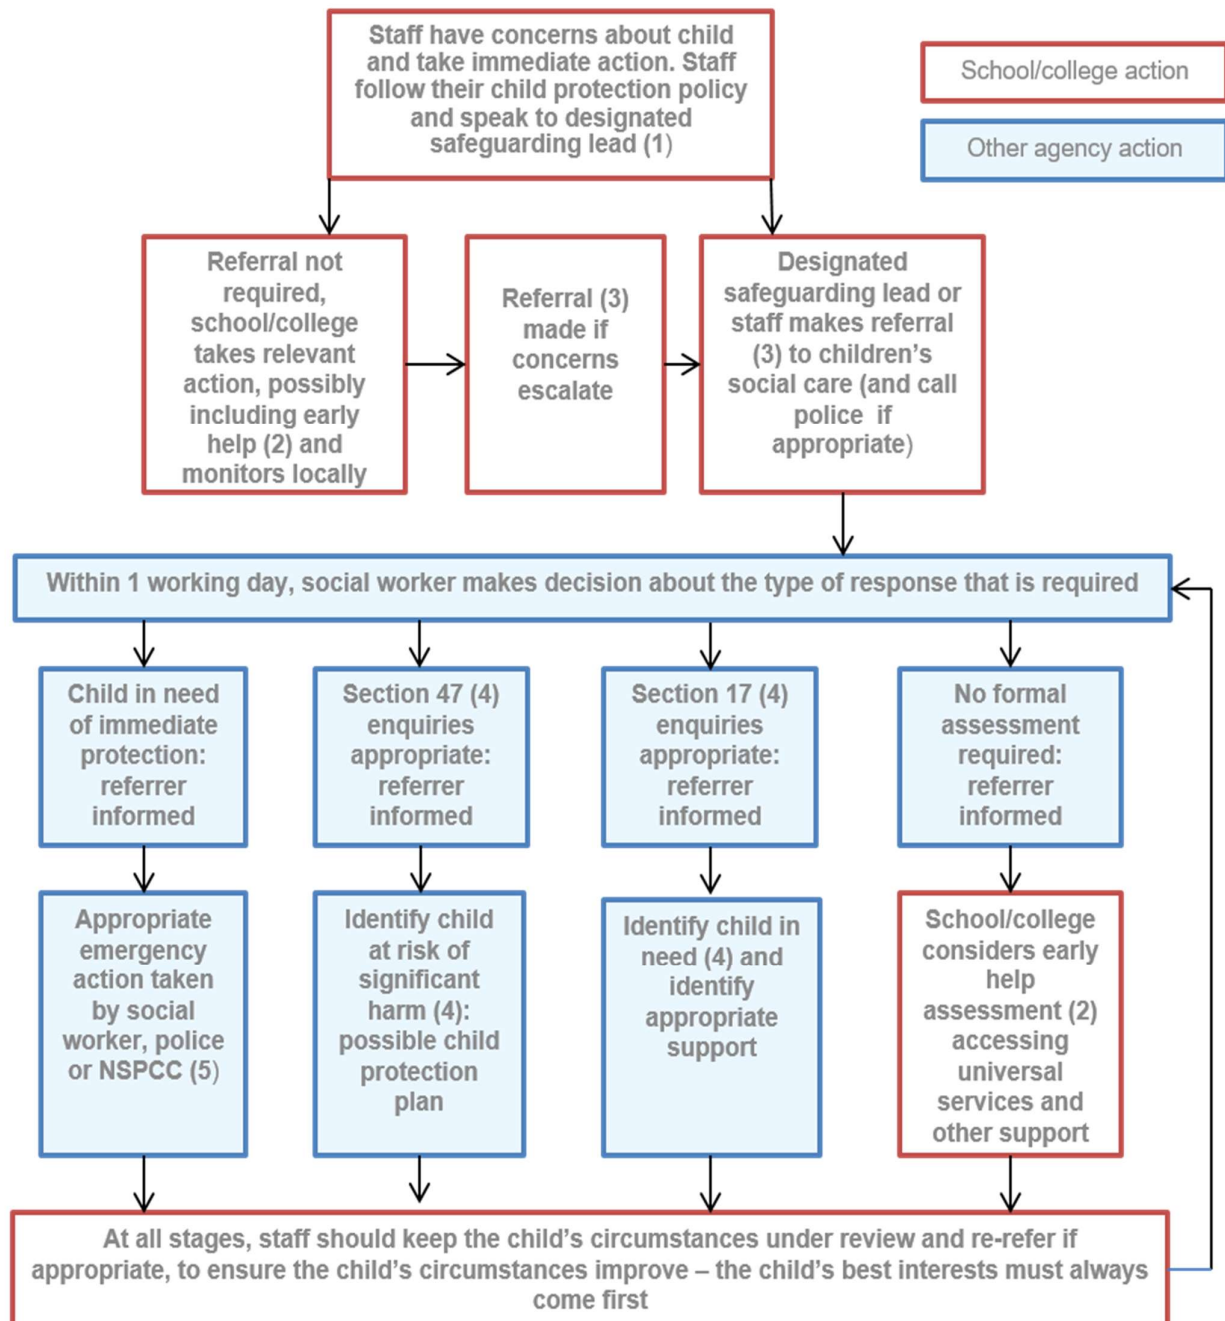 Staff have concerns about child
and take immediate action. Staff
follow their child protection policy
and speak to designated
safeguarding lead (1)
School/college action
Other agency action
Referral not
required,
school/college
takes relevant
action, possibly
including early
help (2) and
monitors locally
Referral (3)
made if
concerns
escalate
Designated
safeguarding lead or
staff makes referral
(3) to children's
social care (and call
police if
appropriate)
Within 1 working day, social worker makes decision about the type of response that is required
Child in need
of immediate
protection:
referrer
informed
Section 47 (4)
enquiries
appropriate:
referrer
informed
Section 17 (4)
enquiries
appropriate:
referrer
informed
No formal
assessment
required:
referrer
informed
Appropriate
emergency
action taken
by social
worker, police
or NSPCC (5)
Identify child
at risk of
significant
harm (4):
possible child
protection
plan
Identify child in
need (4) and
identify
appropriate
support
School/college
considers early
help
assessment (2)
accessing
universal
services and
other support
At all stages, staff should keep the child's circumstances under review and re-refer if
appropriate, to ensure the child's circumstances improve – the child's best interests must always
come first